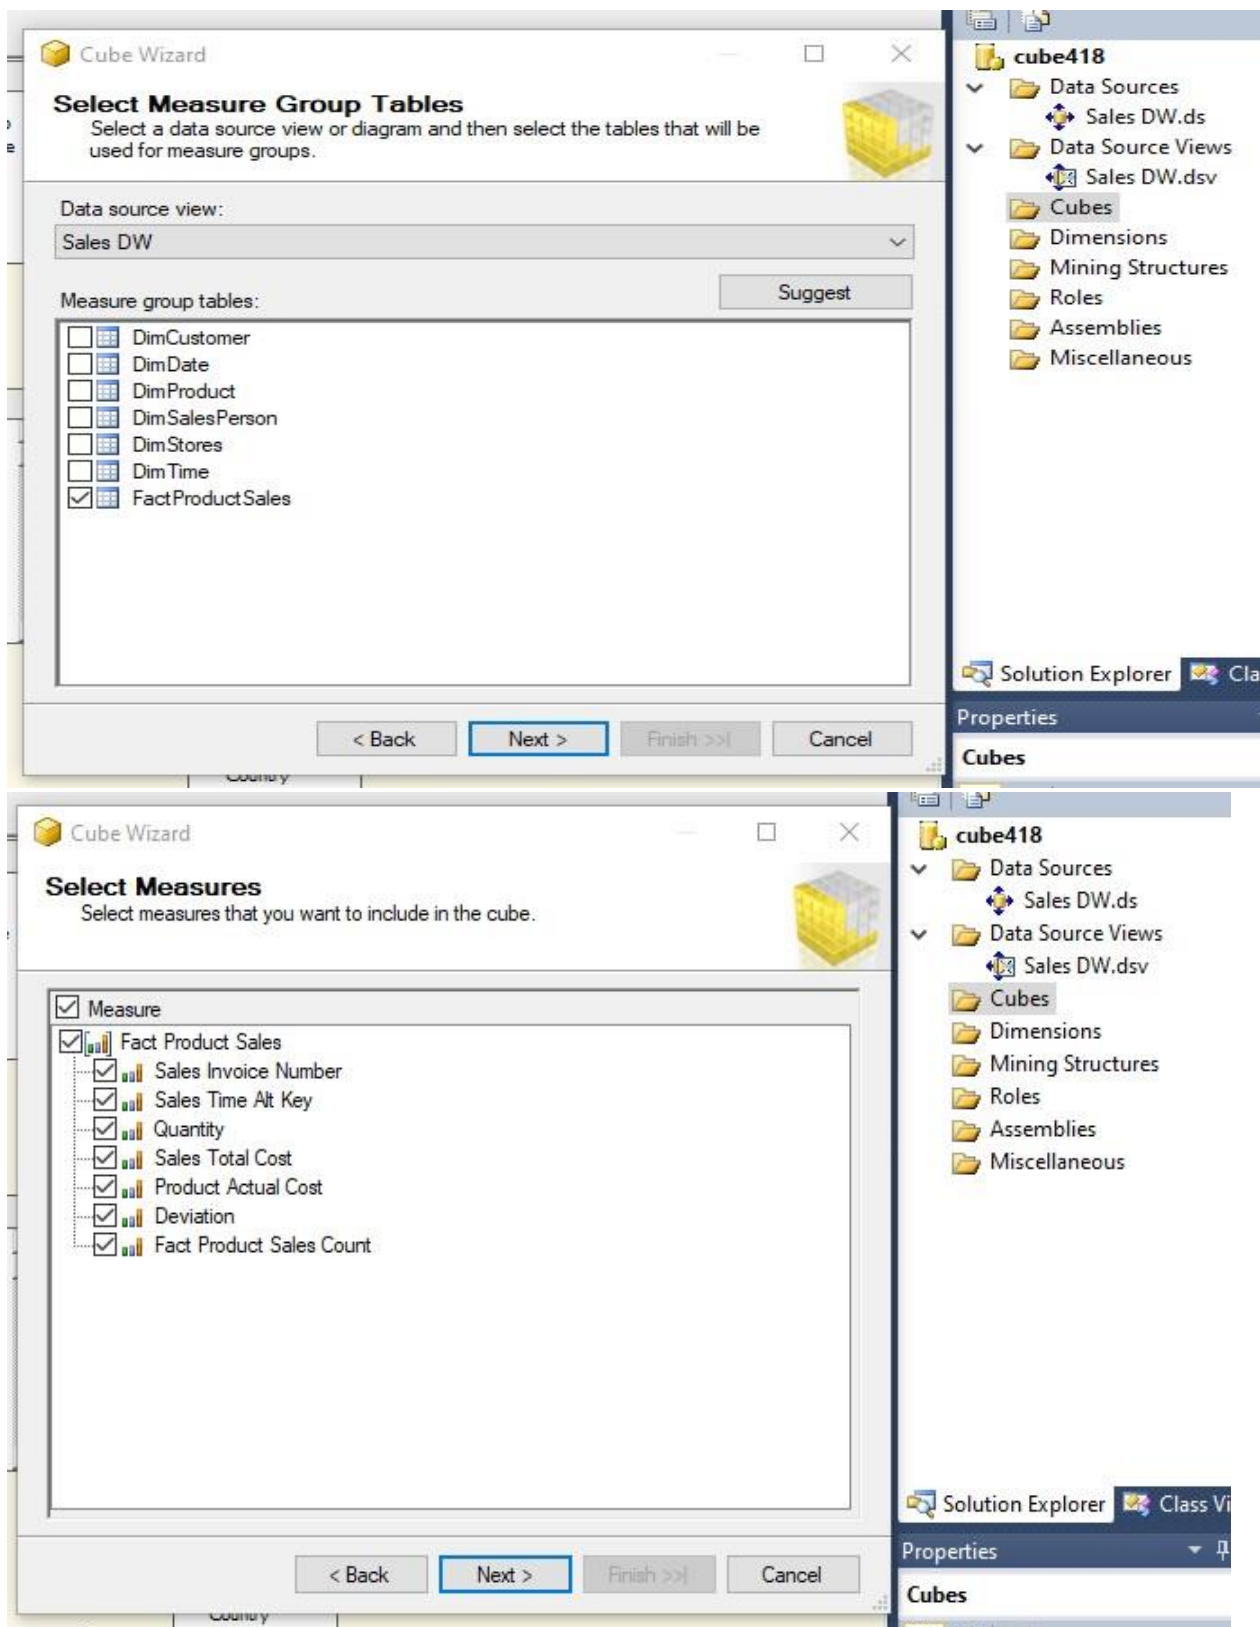 Cube Wizard
Select Measure Group Tables
Select a data source view or diagram and then select the tables that will be
used for measure groups.
Data source view:
Sales DW
Suggest
Measure group tables:
DimCustomer
DimDate
DimProduct
DimSalesPerson
DimStores
DimTime
FactProductSales
< Back
Next >
Finish >>|
Cancel
Country
cube418
Data Sources
Sales DW.ds
Data Source Views
Sales DW.dsv
Cubes
Dimensions
Mining Structures
Roles
Assemblies
Miscellaneous
Solution Explorer
Cla
Properties
Cubes
Cube Wizard
Select Measures
Select measures that you want to include in the cube.
Measure
Fact Product Sales
Sales Invoice Number
Sales Time Alt Key
Quantity
Sales Total Cost
Product Actual Cost
Deviation
Fact Product Sales Count
< Back
Next >
Finish >>|
Cancel
Country
cube418
Data Sources
Sales DW.ds
Data Source Views
Sales DW.dsv
Cubes
Dimensions
Mining Structures
Roles
Assemblies
Miscellaneous
Solution Explorer
Class Vi
Properties
Cubes